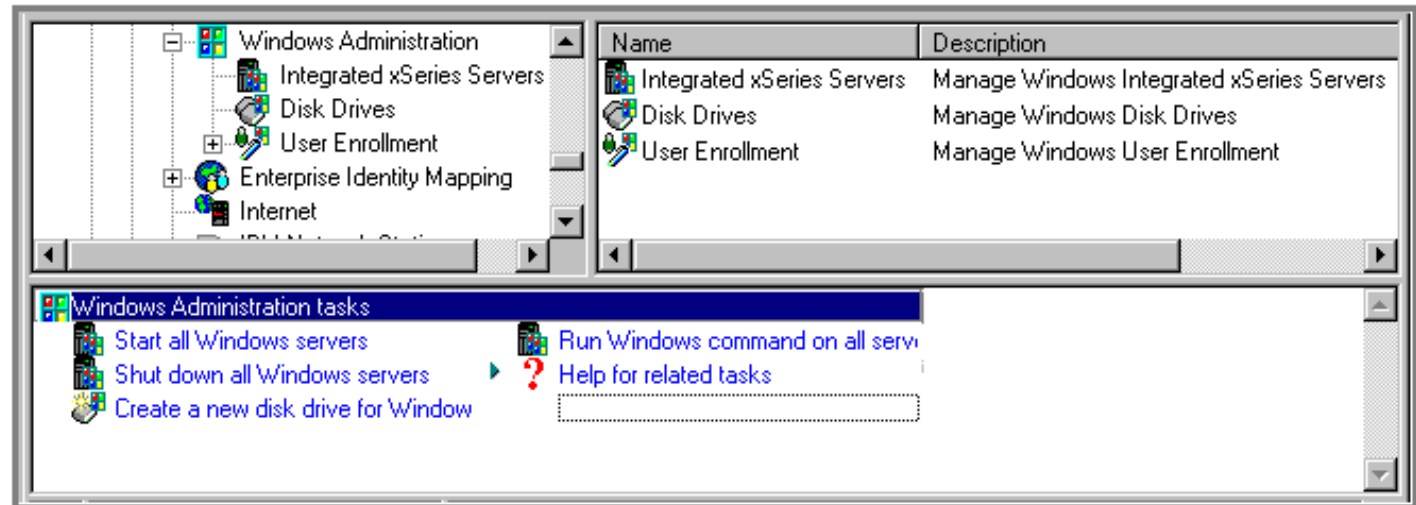 Windows Administration
Integrated xSeries Servers
Disk Drives
User Enrollment
Enterprise Identity Mapping
Internet
Name Description
Integrated xSeries Servers Manage Windows Integrated xSeries Servers
Disk Drives Manage Windows Disk Drives
User Enrollment Manage Windows User Enrollment
Windows Administration tasks
Start all Windows servers
Shut down all Windows servers
Create a new disk drive for Window
Run Windows command on all serv
Help for related tasks